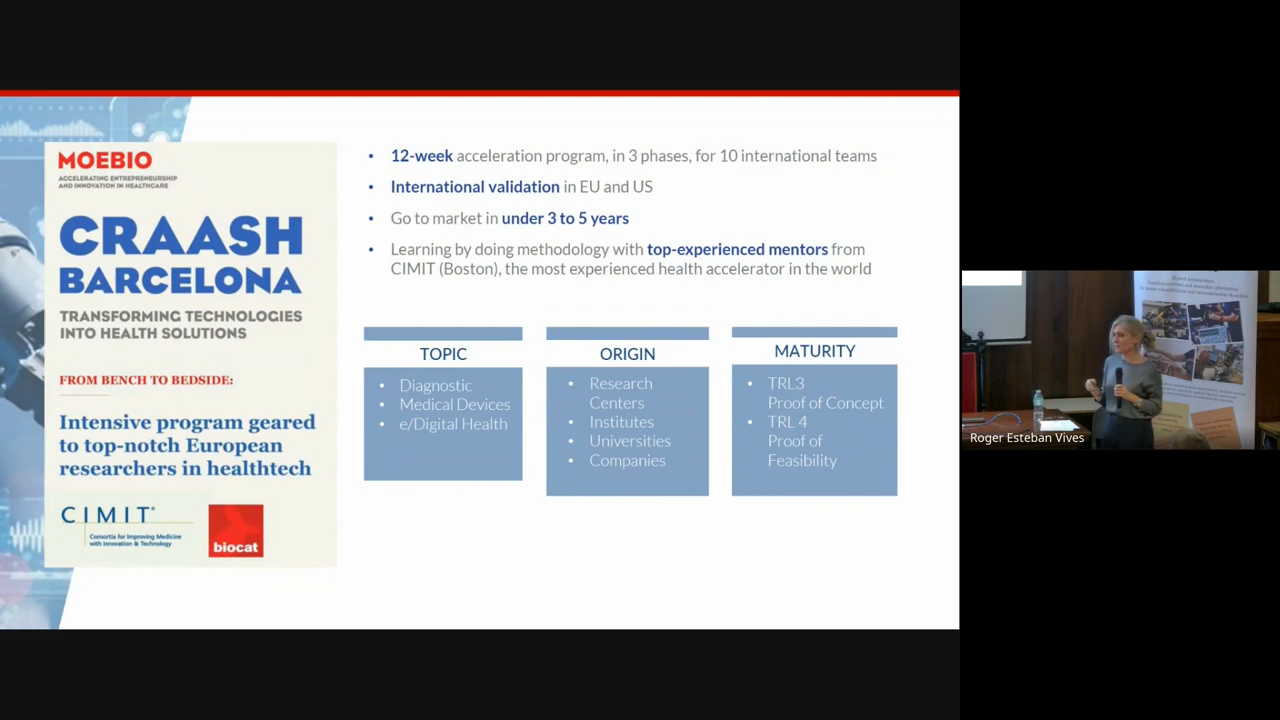 MOEBIO
ACCELERATING ENTREPRENEURSHIP
AND INNOVATION IN HEALTHCARE
CRAASH
BARCELONA
TRANSFORMING TECHNOLOGIES
INTO HEALTH SOLUTIONS
FROM BENCH TO BEDSIDE:
Intensive program geared
to top-notch European
researchers in healthtech
CIMIT
Consortia for Improving Medicine
with Innovation & Technology
biocat
• 12-week acceleration program, in 3 phases, for 10 international teams
• International validation in EU and US
• Go to market in under 3 to 5 years
• Learning by doing methodology with top-experienced mentors from
CIMIT (Boston), the most experienced health accelerator in the world
TOPIC
• Diagnostic
• Medical Devices
• e/Digital Health
ORIGIN
• Research
Centers
• Institutes
• Universities
• Companies
MATURITY
• TRL3
Proof of Concept
• TRL 4
Proof of
Feasibility
Roger Esteban Vives